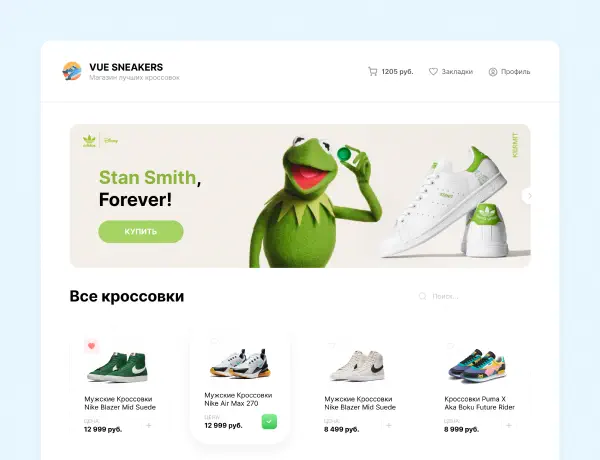 VUE SNEAKERS
Магазин лучших кроссовок
1205 руб.
Закладки
Профиль
adidas
Disney
KERMIT
Stan Smith,
Forever!
КУПИТЬ
Все кроссовки
Поиск...
Мужские Кроссовки
Nike Blazer Mid Suede
ЦЕНА:
12 999 руб.
Мужские Кроссовки
Nike Air Max 270
ЦЕНА:
12 999 руб.
Мужские Кроссовки
Nike Blazer Mid Suede
ЦЕНА:
8 499 руб.
Кроссовки Puma X
Aka Boku Future Rider
ЦЕНА:
8 999 руб.